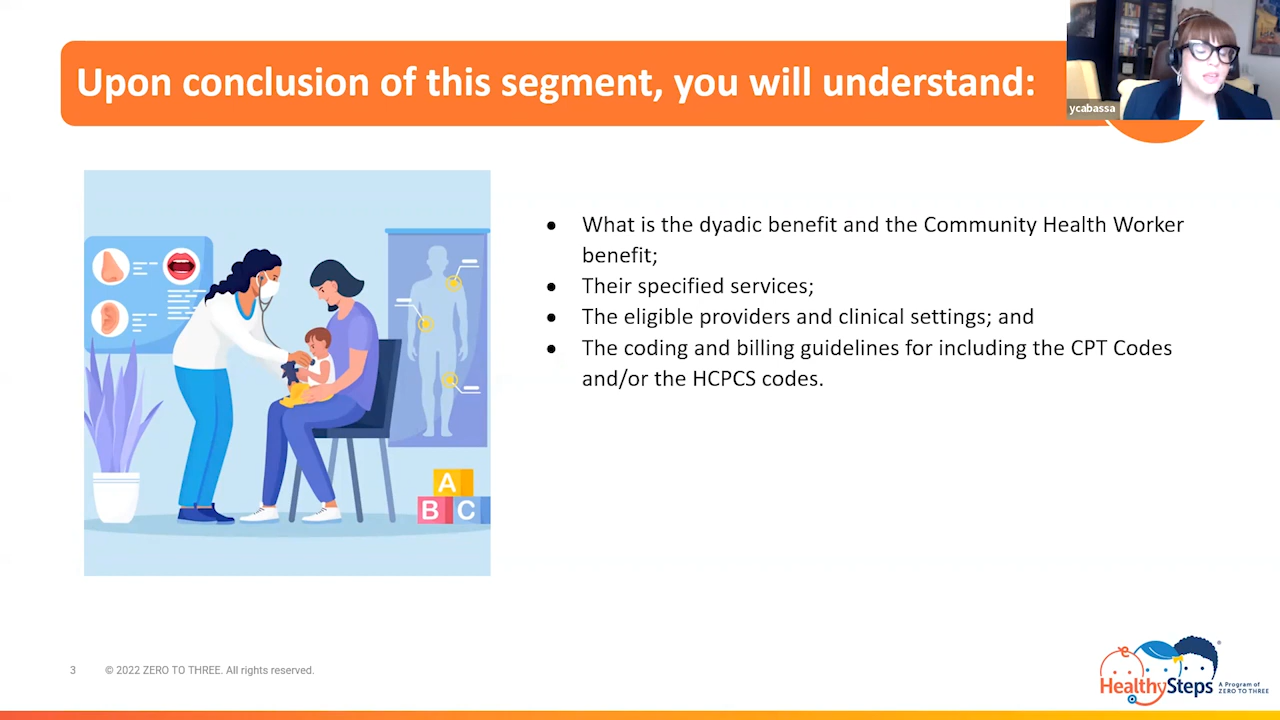 Upon conclusion of this segment, you will understand:
ycabassa
● What is the dyadic benefit and the Community Health Worker
benefit;
● Their specified services;
● The eligible providers and clinical settings; and
● The coding and billing guidelines for including the CPT Codes
and/or the HCPCS codes.
A
B C
3 © 2022 ZERO TO THREE. All rights reserved.
HealthySteps
A Program of
ZERO TO THREE
®